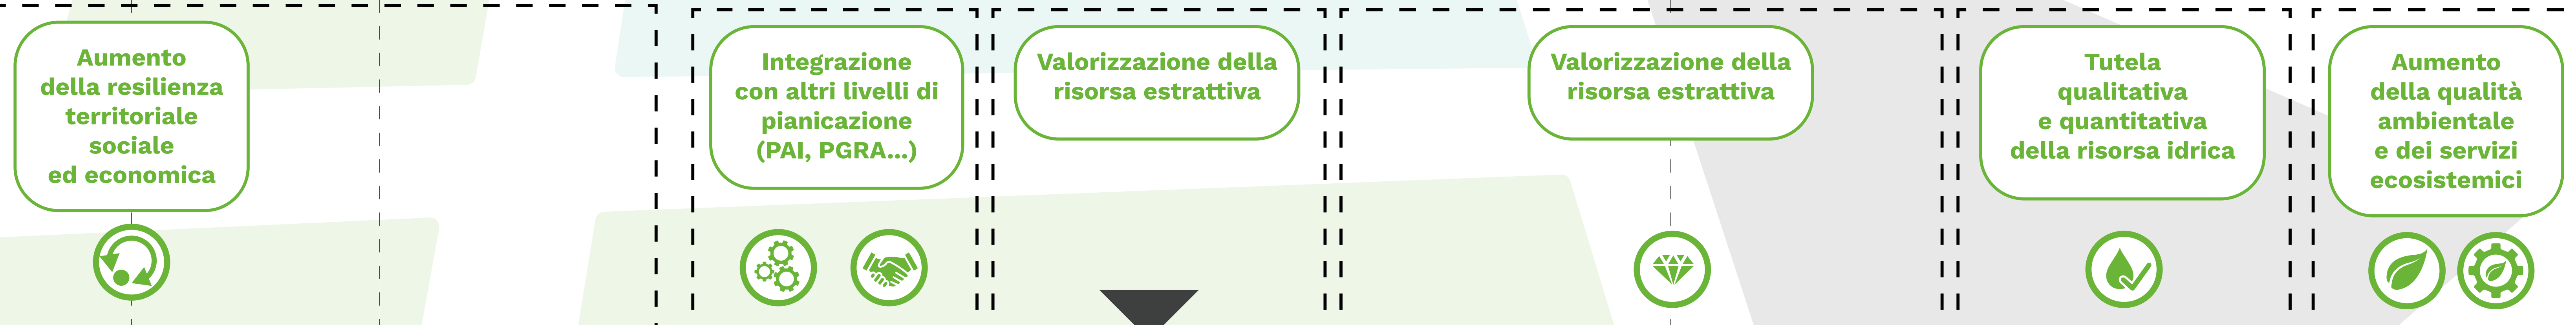 Aumento
della resilienza
territoriale
sociale
ed economica
Integrazione
con altri livelli di
pianicazione
(PAI, PGRA...)
Valorizzazione della
risorsa estrattiva
Valorizzazione della
risorsa estrattiva
Tutela
qualitativa
e quantitativa
della risorsa idrica
Aumento
della qualità
ambientale
e dei servizi
ecosistemici